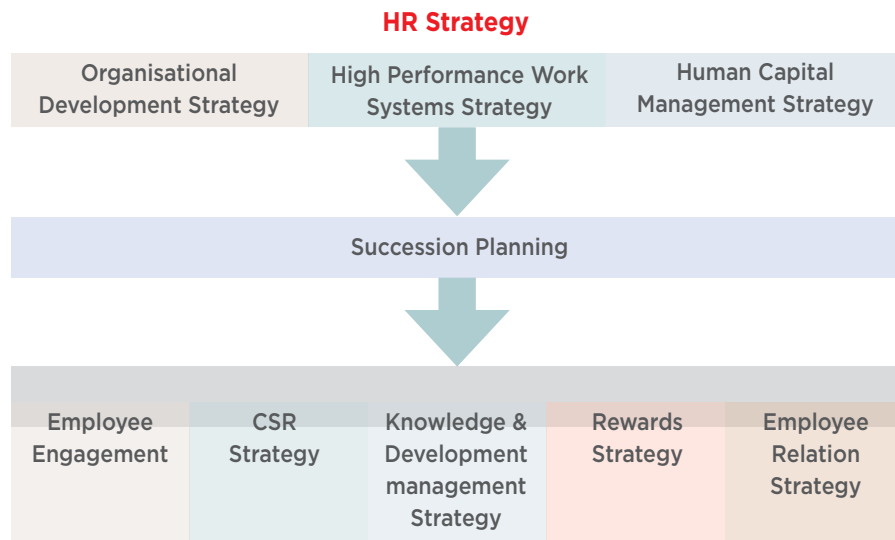 HR Strategy
Organisational
Development Strategy
High Performance Work
Systems Strategy
Human Capital
Management Strategy
Succession Planning
Employee
Engagement
CSR
Strategy
Knowledge &
Development
management
Strategy
Rewards
Strategy
Employee
Relation
Strategy